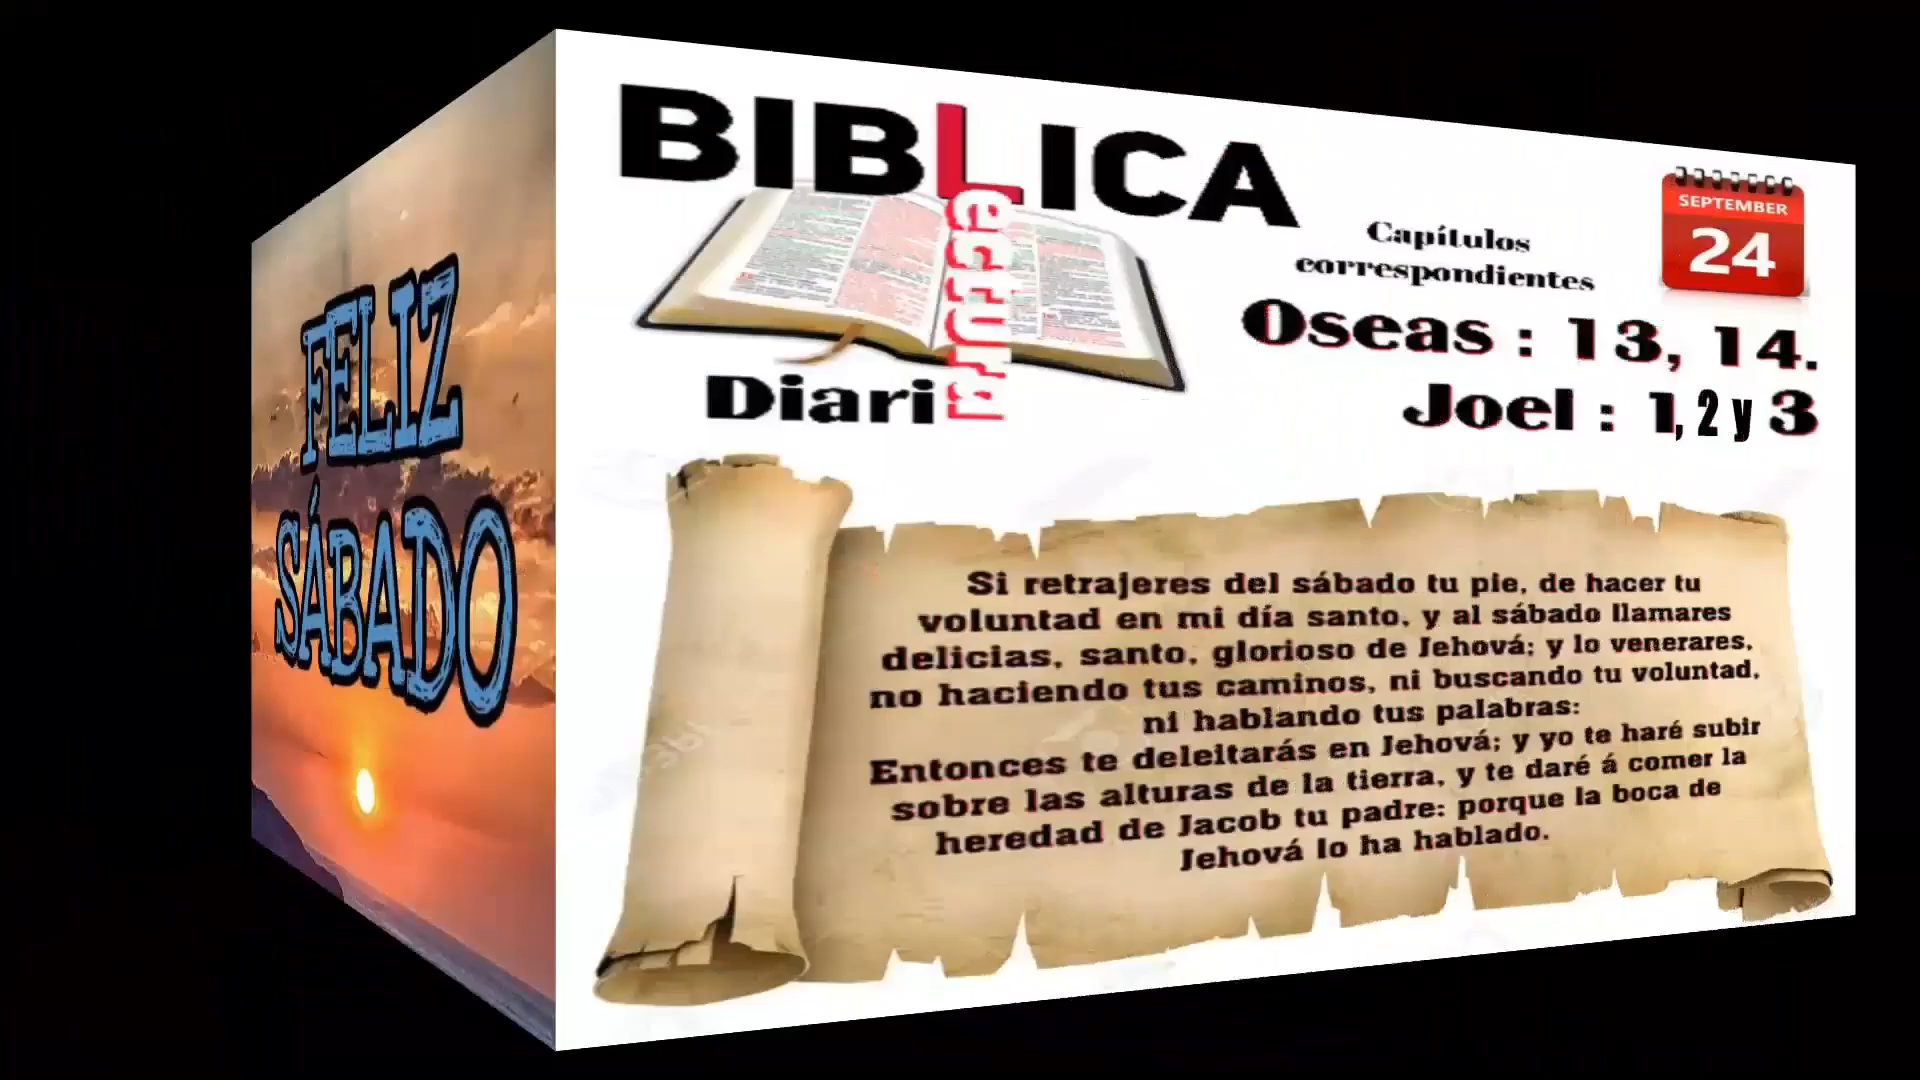 FELIZ
SÁBADO
BIBLICA
Lectura
Diaria
SEPTEMBER
24
Capítulos
correspondientes
Oseas : 13, 14.
Joel : 1, 2 y 3
Si retrajeres del sábado tu pie, de hacer tu
voluntad en mi día santo, y al sábado llamares
delicias, santo, glorioso de Jehová; y lo venerares,
no haciendo tus caminos, ni buscando tu voluntad,
ni hablando tus palabras:
Entonces te deleitarás en Jehová; y yo te haré subir
sobre las alturas de la tierra, y te daré á comer la
heredad de Jacob tu padre: porque la boca de
Jehová lo ha hablado.